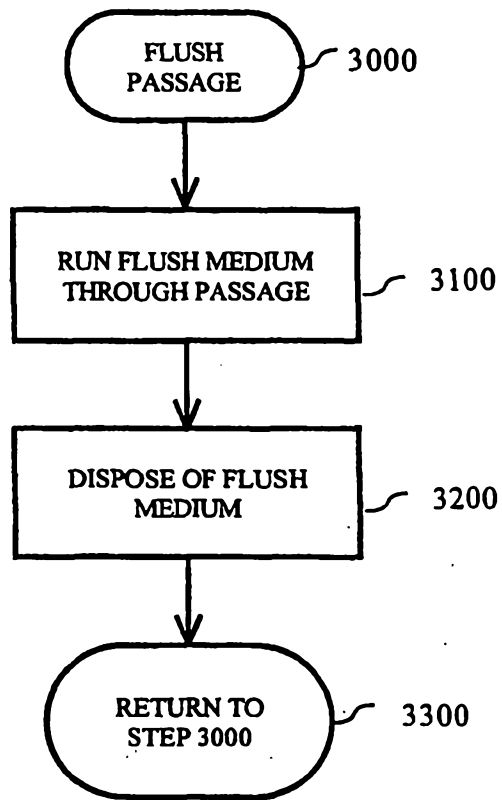 FLUSH
PASSAGE
3000
RUN FLUSH MEDIUM
THROUGH PASSAGE
3100
DISPOSE OF FLUSH
MEDIUM
3200
RETURN TO
STEP 3000
3300